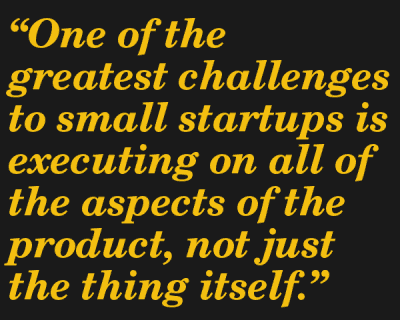 “One of the
greatest challenges
to small startups is
executing on all of
the aspects of the
product, not just
the thing itself.”